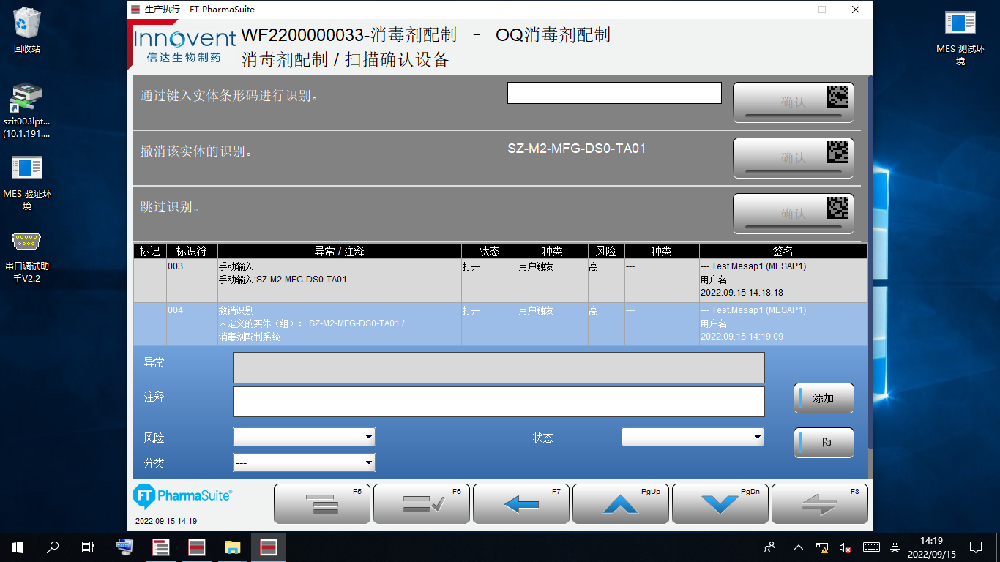 生产执行 - FT PharmaSuite
回收站
szit003lpt...
(10.1.191....
MES 验证环
境
串口调试助
手V2.2
MES 测试环
境
Innovent
信达生物制药
WF2200000033-消毒剂配制 - OQ消毒剂配制
消毒剂配制 / 扫描确认设备
通过键入实体条形码进行识别。
确认
撤消该实体的识别。
SZ-M2-MFG-DS0-TA01
确认
跳过识别。
确认
标记 标识符 异常 / 注释 状态 种类 风险 种类 签名
003 手动输入 打开 用户触发 高 --- --- Test.Mesap1 (MESAP1)
手动输入:SZ-M2-MFG-DS0-TA01 用户名
2022.09.15 14:18:18
004 撤销识别 打开 用户触发 高 --- --- Test.Mesap1 (MESAP1)
未定义的实体（组）： SZ-M2-MFG-DS0-TA01 / 用户名
消毒剂配制系统 2022.09.15 14:19:09
异常
注释
添加
风险
状态 ---
分类 ---
FT PharmaSuite®
2022.09.15 14:19
F5
F6
F7
PgUp
PgDn
F8
英
14:19
2022/09/15